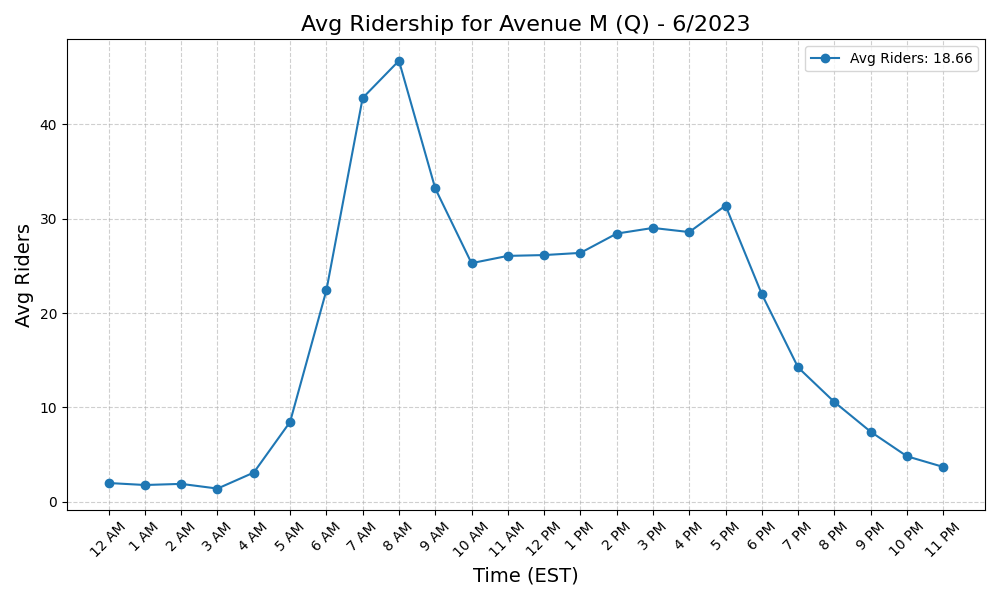 Avg Ridership for Avenue M (Q) - 6/2023
Avg Riders: 18.66
Avg Riders
40
30
20
10
0
12 AM
1 AM
2 AM
3 AM
4 AM
5 AM
6 AM
7 AM
8 AM
9 AM
10 AM
11 AM
12 PM
1 PM
2 PM
3 PM
4 PM
5 PM
6 PM
7 PM
8 PM
9 PM
10 PM
11 PM
Time (EST)